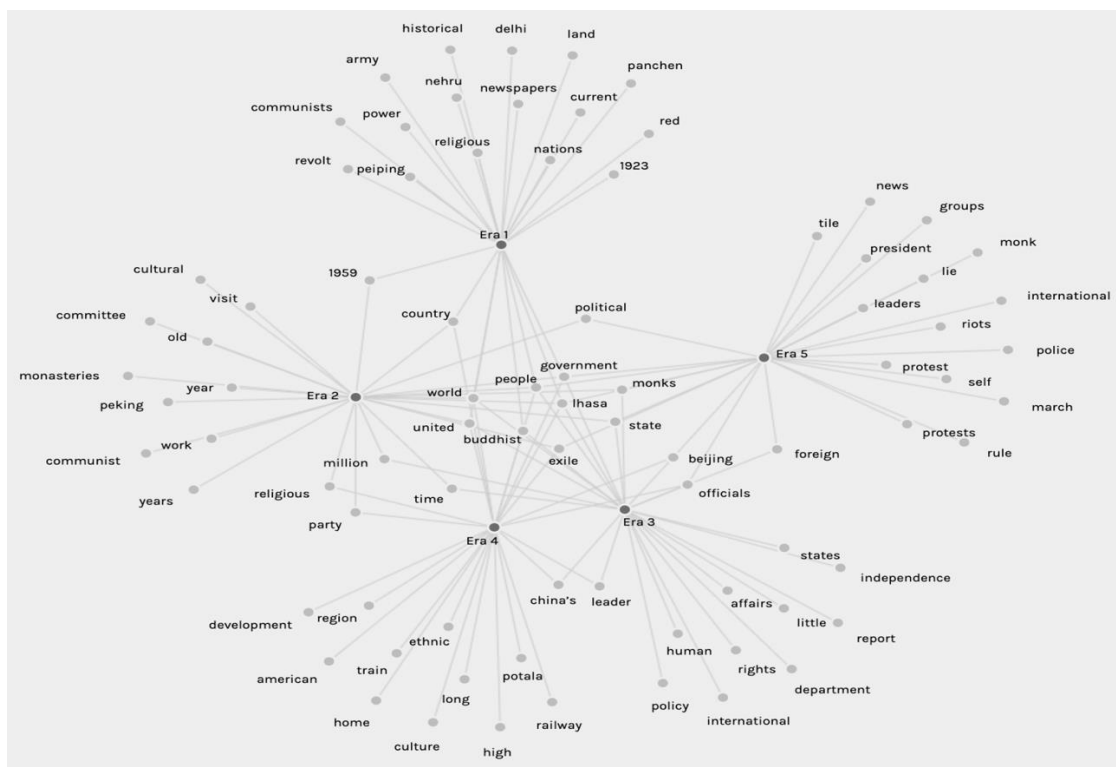 historical
delhi
land
army
nehru
newspapers
panchen
communists
power
current
red
religious
nations
revolt
peiping
1923
Era 1
news
groups
tile
president
monk
lie
cultural
1959
visit
leaders
international
committee
country
political
riots
old
Era 5
police
government
protest
monasteries
year
people
monks
self
Era 2
world
lhasa
march
peking
united
state
work
buddhist
protests
communist
exile
beijing
foreign
rule
million
years
religious
time
officials
party
Era 4
Era 3
states
independence
china's
leader
affairs
development
region
little
report
ethnic
human
american
train
potala
rights
long
department
home
policy
railway
international
culture
high